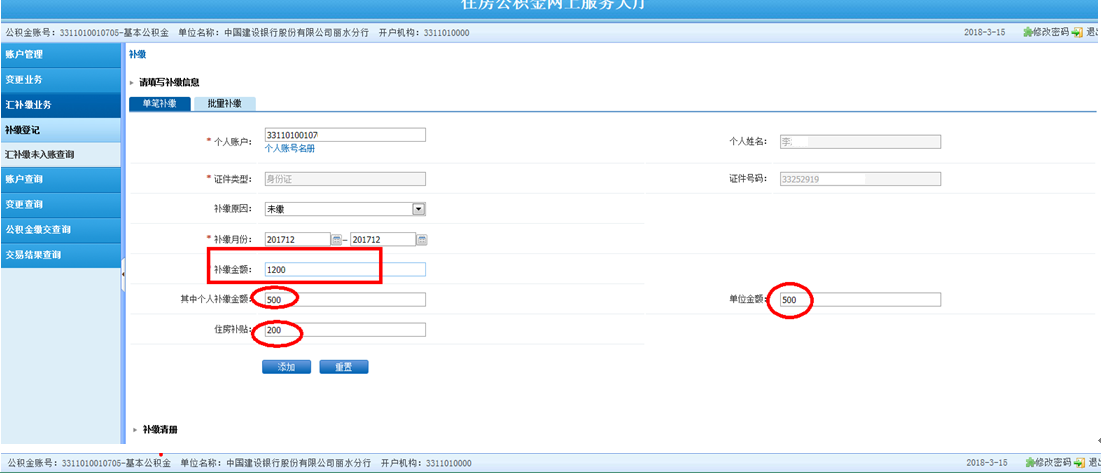 住房公积金网上服务大厅
公积金账号：3311010010705-基本公积金 单位名称：中国建设银行股份有限公司丽水分行 开户机构：3311010000 2018-3-15 修改密码 退出
账户管理
变更业务
汇补缴业务
补缴登记
汇补缴未入账查询
账户查询
变更查询
公积金缴交查询
交易结果查询
补缴
请填写补缴信息
单笔补缴 批量补缴
* 个人账户： 33110100107 个人姓名： 李
个人账号名册
* 证件类型： 身份证 证件号码： 33252919
补缴原因： 未缴
* 补缴月份： 201712 - 201712
补缴金额： 1200
其中个人补缴金额： 500 单位金额： 500
住房补贴： 200
添加 重置
补缴清册
公积金账号：3311010010705-基本公积金 单位名称：中国建设银行股份有限公司丽水分行 开户机构：3311010000 2018-3-15 修改密码 退出